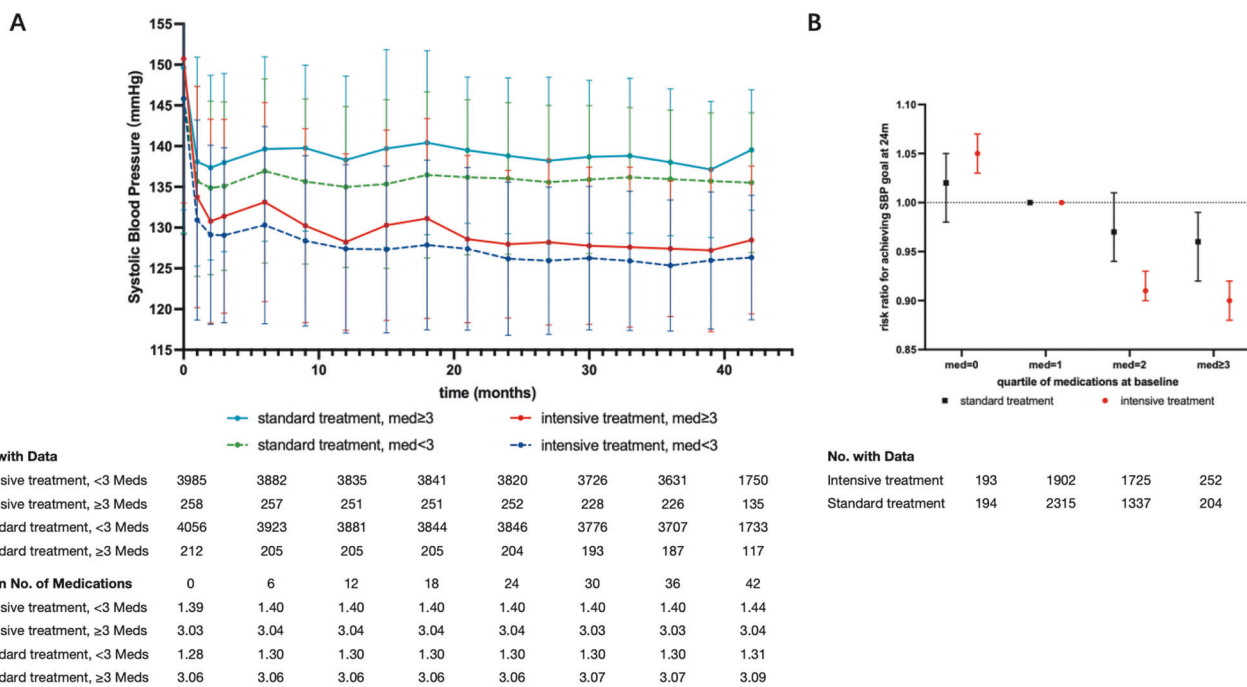 A
B
155
150
145
140
135
130
125
120
115
Systolic Blood Pressure (mmHg)
0 10 20 30 40
time (months)
standard treatment, med≥3
intensive treatment, med≥3
standard treatment, med<3
intensive treatment, med<3
1.10
1.05
1.00
0.95
0.90
0.85
risk ratio for achieving SBP goal at 24m
med=0 med=1 med=2 med≥3
quartile of medications at baseline
standard treatment intensive treatment
with Data
sive treatment, <3 Meds 3985 3882 3835 3841 3820 3726 3631 1750
sive treatment, ≥3 Meds 258 257 251 251 252 228 226 135
dard treatment, <3 Meds 4056 3923 3881 3844 3846 3776 3707 1733
dard treatment, ≥3 Meds 212 205 205 205 204 193 187 117
n No. of Medications 0 6 12 18 24 30 36 42
sive treatment, <3 Meds 1.39 1.40 1.40 1.40 1.40 1.40 1.40 1.44
sive treatment, ≥3 Meds 3.03 3.04 3.04 3.04 3.04 3.03 3.03 3.04
dard treatment, <3 Meds 1.28 1.30 1.30 1.30 1.30 1.30 1.30 1.31
dard treatment, ≥3 Meds 3.06 3.06 3.06 3.06 3.06 3.07 3.07 3.09
No. with Data
Intensive treatment 193 1902 1725 252
Standard treatment 194 2315 1337 204